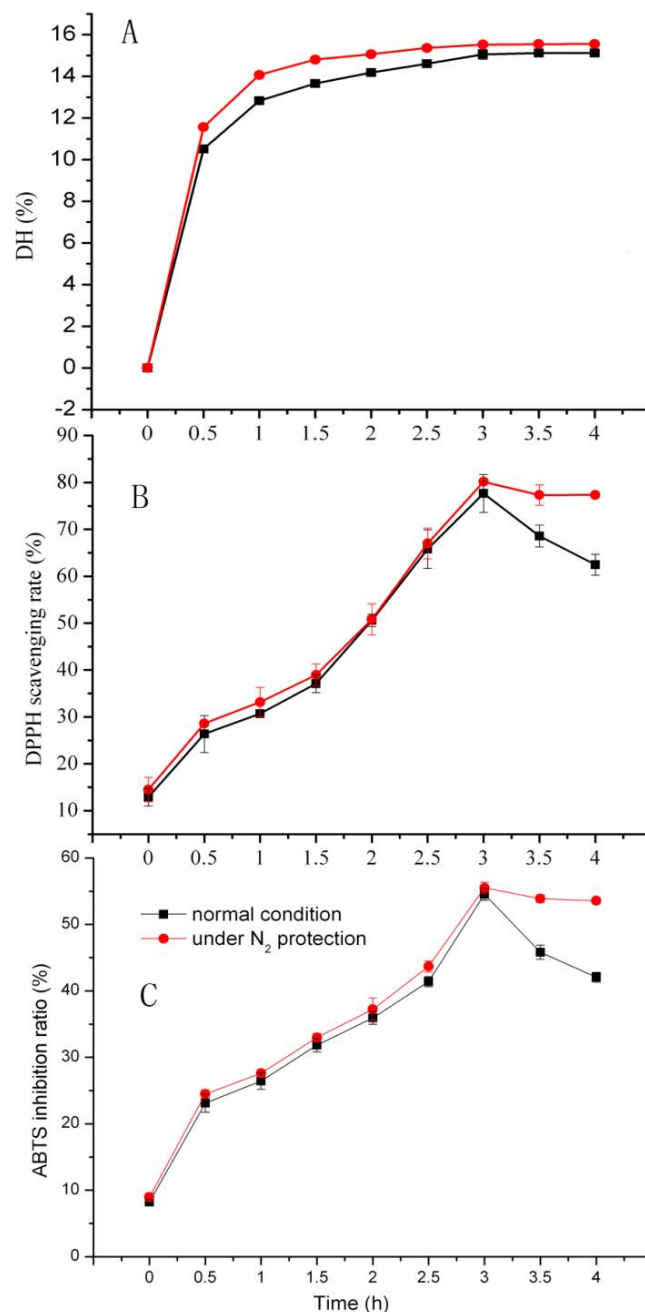 A
DH (%)
16
14
12
10
8
6
4
2
0
-2
0 0.5 1 1.5 2 2.5 3 3.5 4
B
DPPH scavenging rate (%)
90
80
70
60
50
40
30
20
10
0 0.5 1 1.5 2 2.5 3 3.5 4
C
ABTS inhibition ratio (%)
60
50
40
30
20
10
0
normal condition
under N₂ protection
0 0.5 1 1.5 2 2.5 3 3.5 4
Time (h)